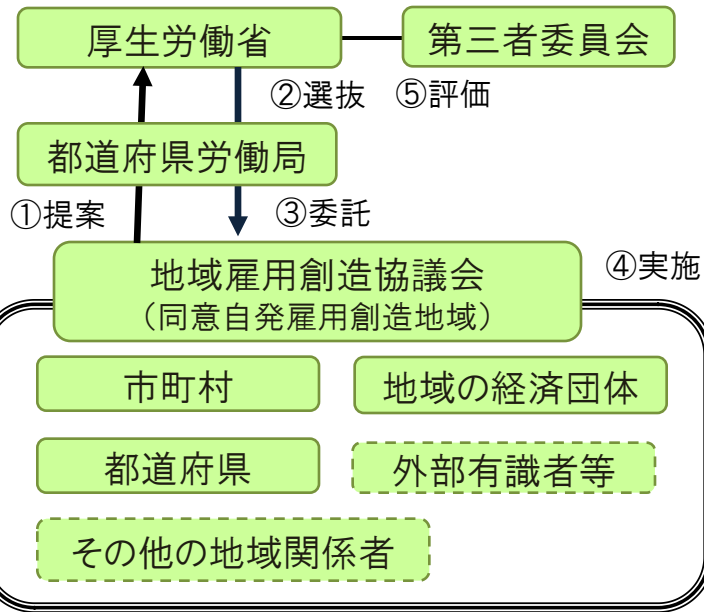 厚生労働省
第三者委員会
②選抜
⑤評価
都道府県労働局
①提案
③委託
地域雇用創造協議会
（同意自発雇用創造地域）
④実施
市町村
地域の経済団体
都道府県
外部有識者等
その他の地域関係者